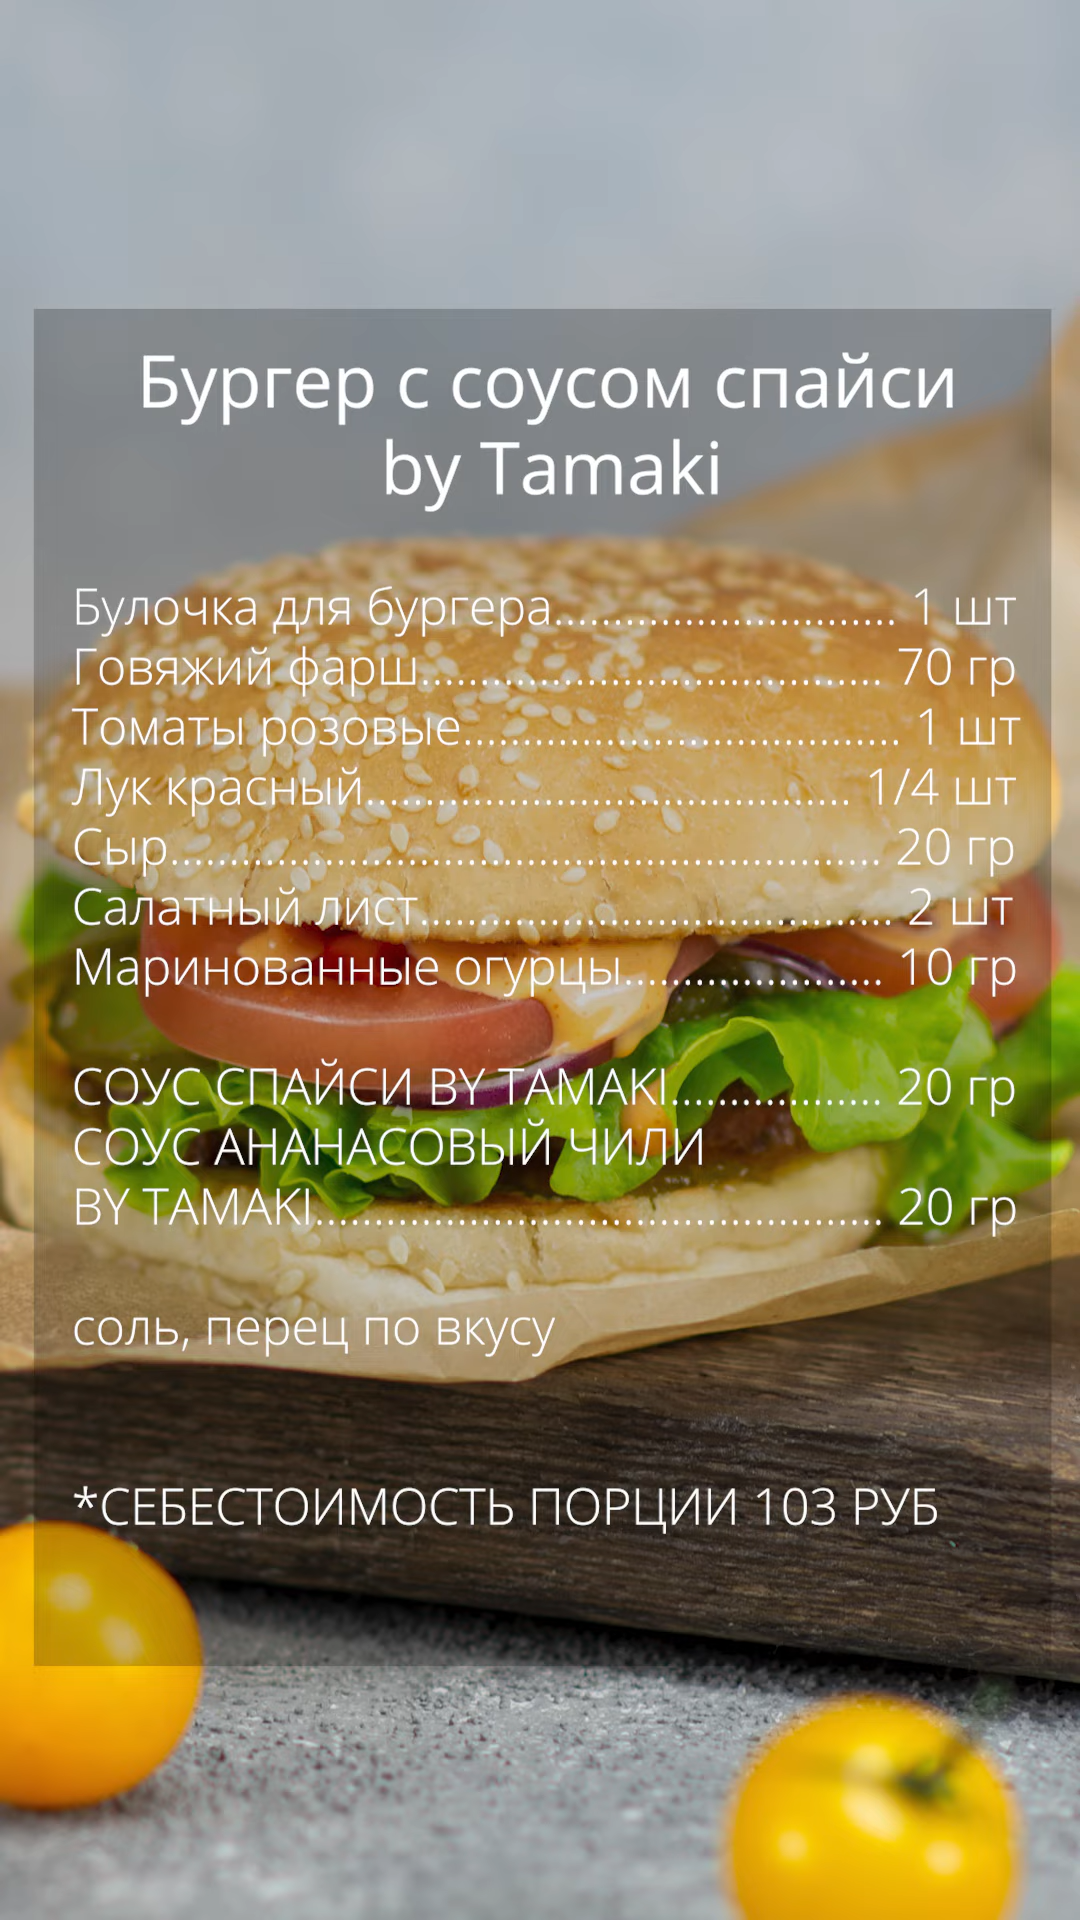 Бургер с соусом спайси
by Tamaki
Булочка для бургера............................. 1 шт
Говяжий фарш....................................... 70 гр
Томаты розовые..................................... 1 шт
Лук красный......................................... 1/4 шт
Сыр............................................................ 20 гр
Салатный лист........................................ 2 шт
Маринованные огурцы...................... 10 гр
СОУС СПАЙСИ BY TAMAKI.................. 20 гр
СОУС АНАНАСОВЫЙ ЧИЛИ
BY TAMAKI................................................ 20 гр
соль, перец по вкусу
*СЕБЕСТОИМОСТЬ ПОРЦИИ 103 РУБ